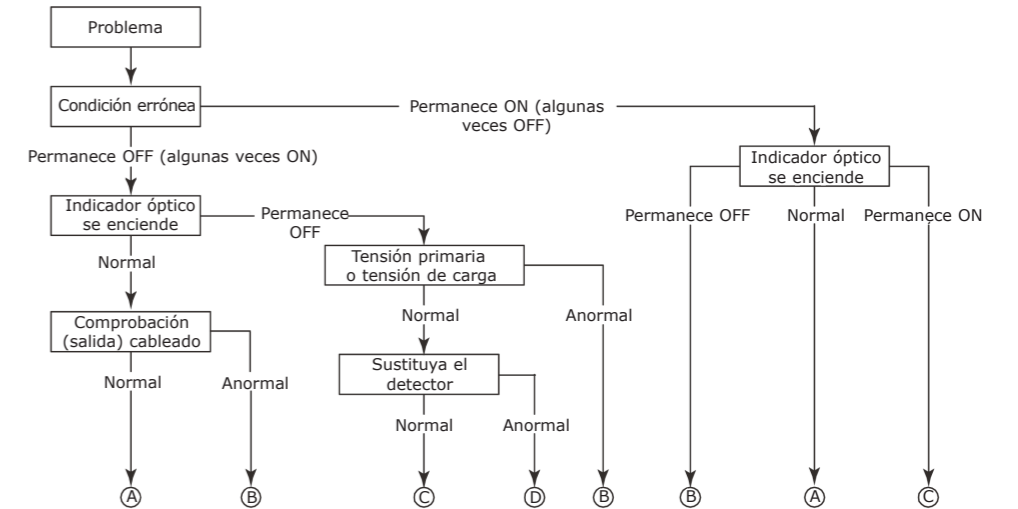 Problema
Condición errónea
Permanece ON (algunas
veces OFF)
Permanece OFF (algunas veces ON)
Indicador óptico
se enciende
Indicador óptico
se enciende
Permanece
OFF
Permanece OFF
Normal
Permanece ON
Tensión primaria
o tensión de carga
Normal
Comprobación
(salida) cableado
Normal
Anormal
Sustituya el
detector
Normal
Anormal
Normal
Anormal
A
B
C
D
B
B
A
C